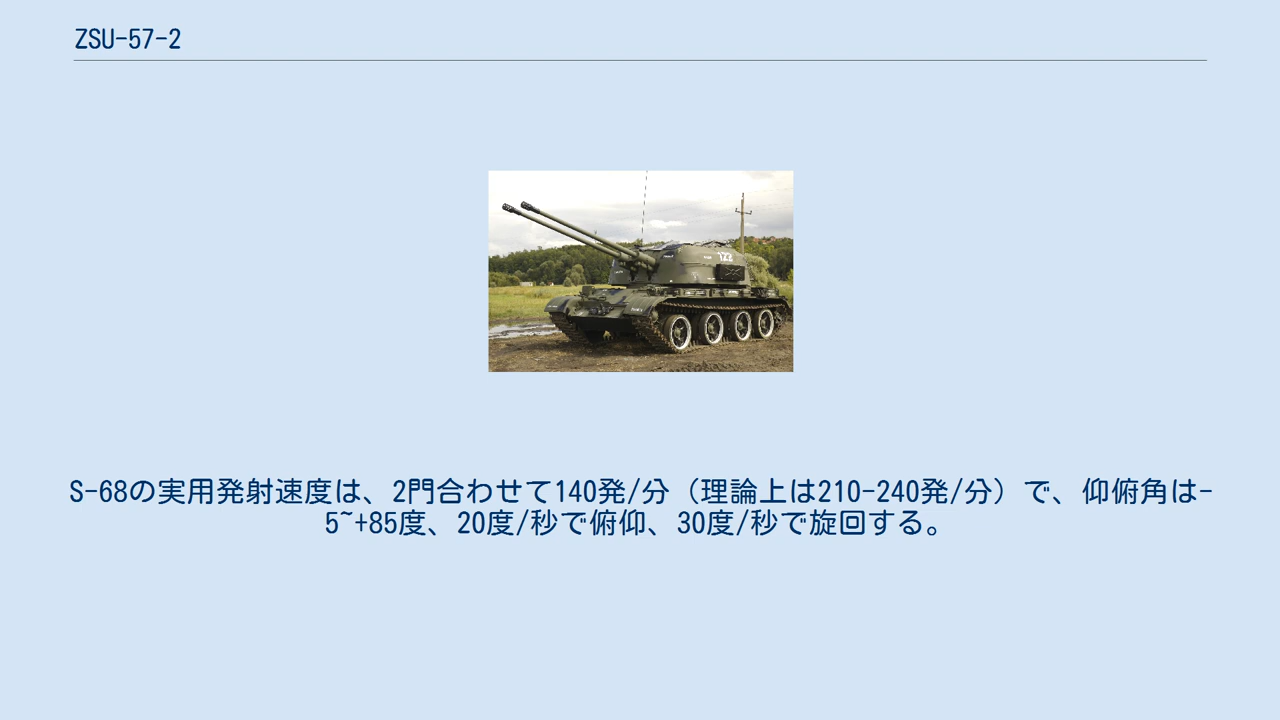 ZSU-57-2
122
S-68の実用発射速度は、2門合わせて140発/分（理論上は210-240発/分）で、仰俯角は-
5~+85度、20度/秒で俯仰、30度/秒で旋回する。